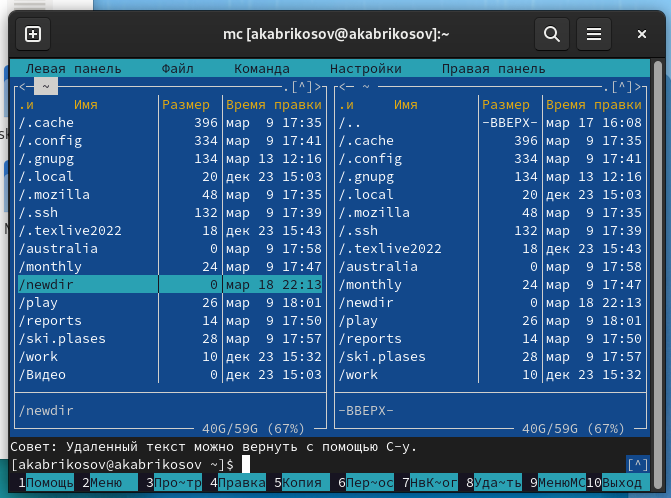 mc [akabrikosov@akabrikosov]:~
Левая панель Файл Команда Настройки Правая панель
<— ~ .[^]> <— ~ .[^]>
.и Имя Размер Время правки .и Имя Размер Время правки
/.cache 396 мар 9 17:35 /.. -ВВЕРХ- мар 17 16:08
/.config 334 мар 9 17:41 /.cache 396 мар 9 17:35
/.gnupg 134 мар 13 12:16 /.config 334 мар 9 17:41
/.local 20 дек 23 15:03 /.gnupg 134 мар 13 12:16
/.mozilla 48 мар 9 17:35 /.local 20 дек 23 15:03
/.ssh 132 мар 9 17:39 /.mozilla 48 мар 9 17:35
/.texlive2022 18 дек 23 15:43 /.ssh 132 мар 9 17:39
/australia 0 мар 9 17:58 /.texlive2022 18 дек 23 15:43
/monthly 24 мар 9 17:47 /australia 0 мар 9 17:58
/newdir 0 мар 18 22:13 /monthly 24 мар 9 17:47
/play 26 мар 9 18:01 /newdir 0 мар 18 22:13
/reports 14 мар 9 17:50 /play 26 мар 9 18:01
/ski.plases 28 мар 9 17:57 /reports 14 мар 9 17:50
/work 10 дек 23 15:32 /ski.plases 28 мар 9 17:57
/Видео 0 дек 23 15:03 /work 10 дек 23 15:32
/newdir -ВВЕРХ-
40G/59G (67%) 40G/59G (67%)
Совет: Удаленный текст можно вернуть с помощью C-y.
[akabrikosov@akabrikosov ~]$ [^]
1Помощь 2Меню 3Про~тр 4Правка 5Копия 6Пер~ос 7НвК~ог 8Уда~ть 9МенюMC 10Выход